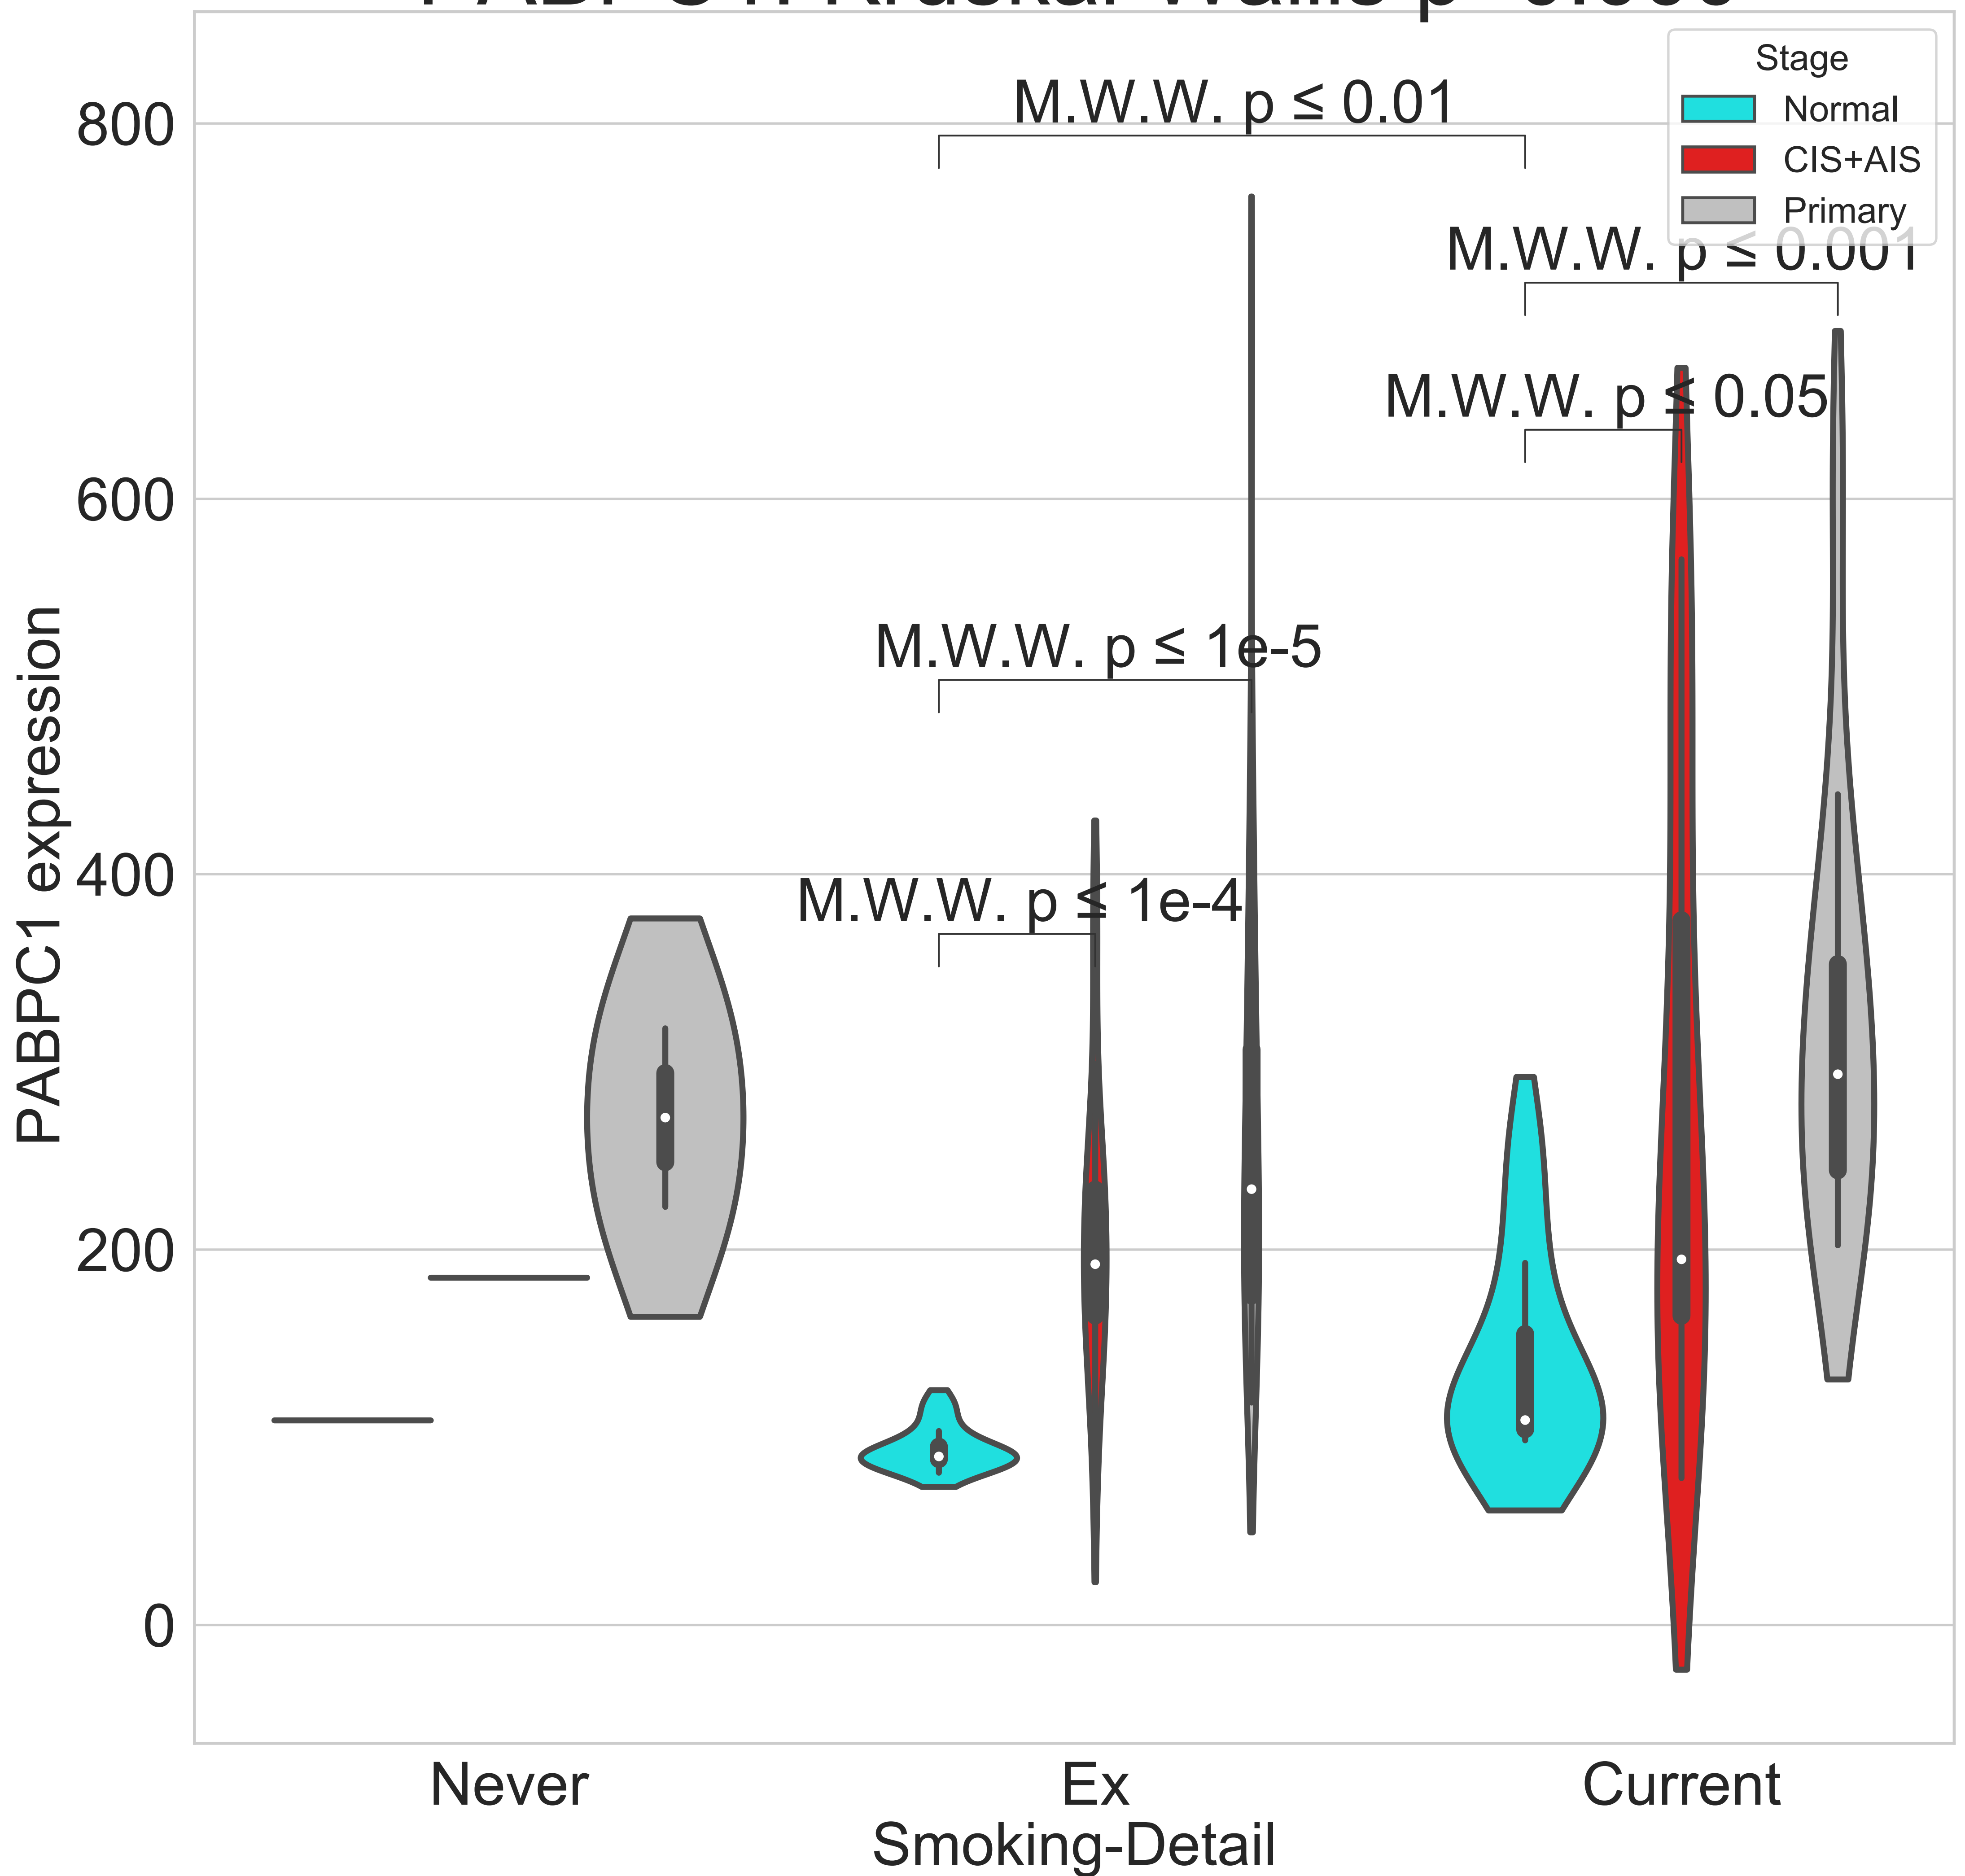 Stage
M.W.W. p ≤ 0.01
Normal
CIS+AIS
Primary
800
M.W.W. p ≤ 0.001
M.W.W. p ≤ 0.05
600
M.W.W. p ≤ 1e-5
400
M.W.W. p ≤ 1e-4
PABPC1 expression
200
0
Never
Ex
Current
Smoking-Detail